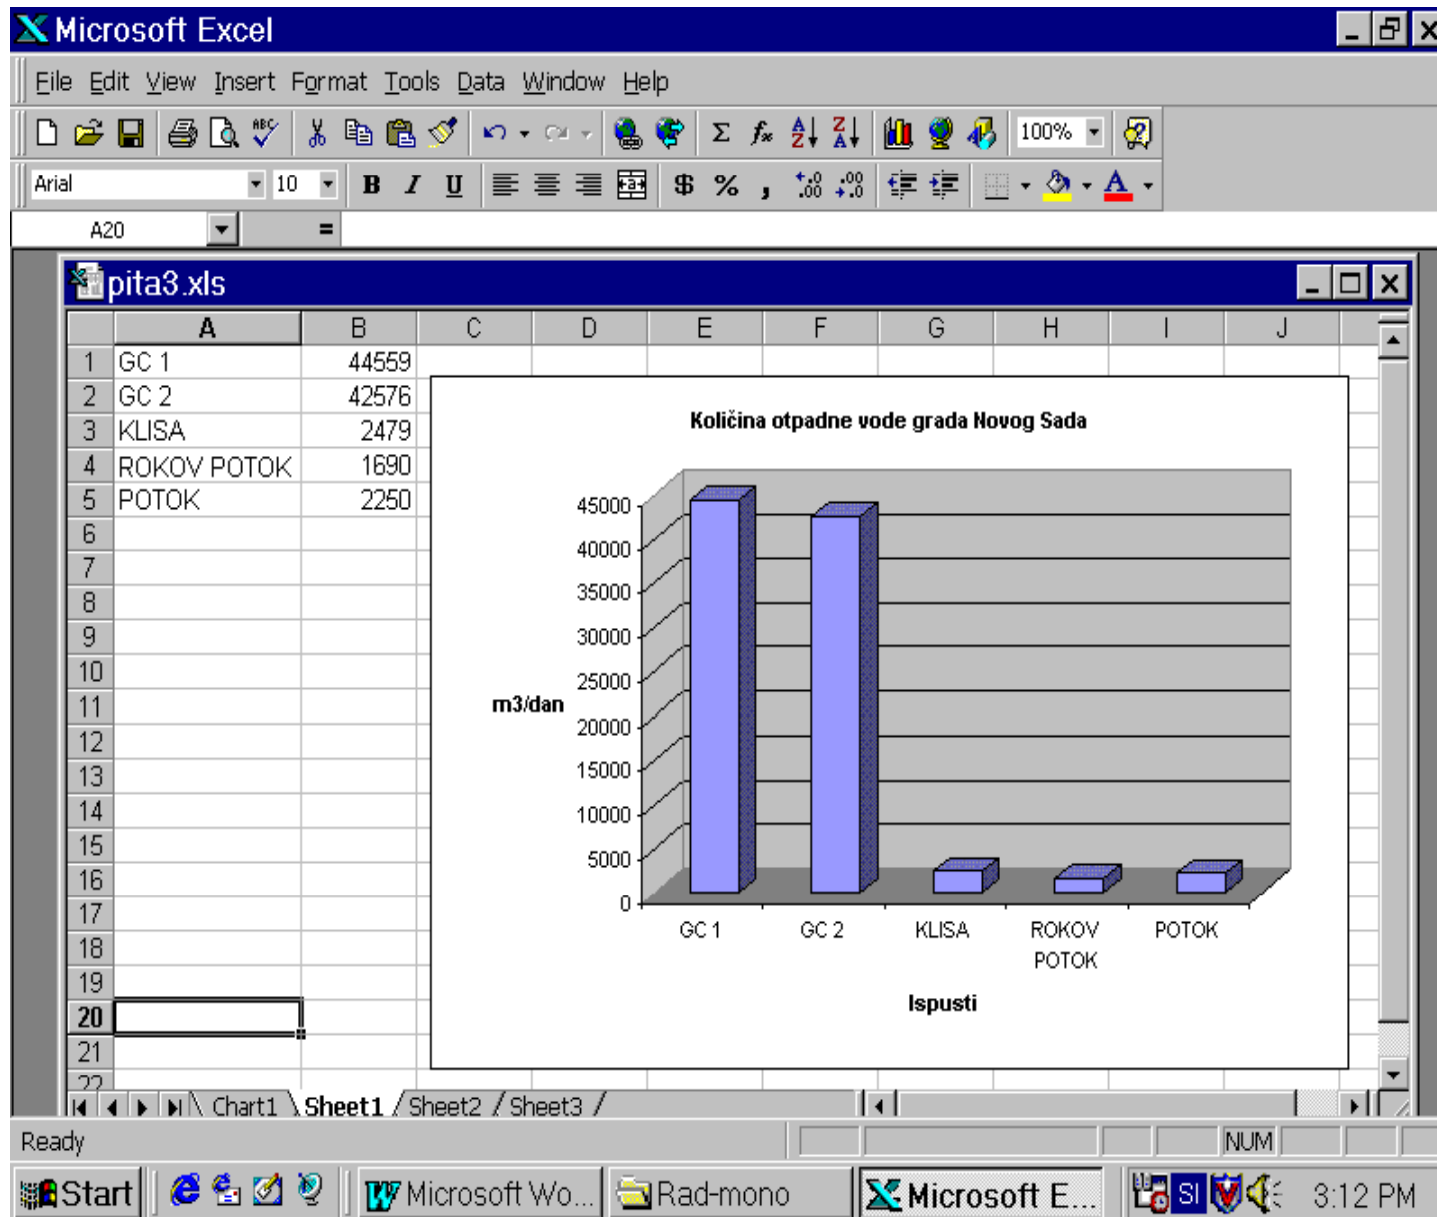 Microsoft Excel
File Edit View Insert Format Tools Data Window Help
100%
Arial 10 B I U $ % ,
A20 =
pita3.xls
A B C D E F G H I J
1 GC 1 44559
2 GC 2 42576
3 KLISA 2479
4 ROKOV POTOK 1690
5 POTOK 2250
6
7
8
9
10
11
12
13
14
15
16
17
18
19
20
21
22
Količina otpadne vode grada Novog Sada
45000
40000
35000
30000
25000
m3/dan
20000
15000
10000
5000
0
GC 1 GC 2 KLISA ROKOV POTOK POTOK
Ispusti
Chart1 Sheet1 Sheet2 Sheet3
Ready NUM
Start Microsoft Wo... Rad-mono Microsoft E... SI 3:12 PM